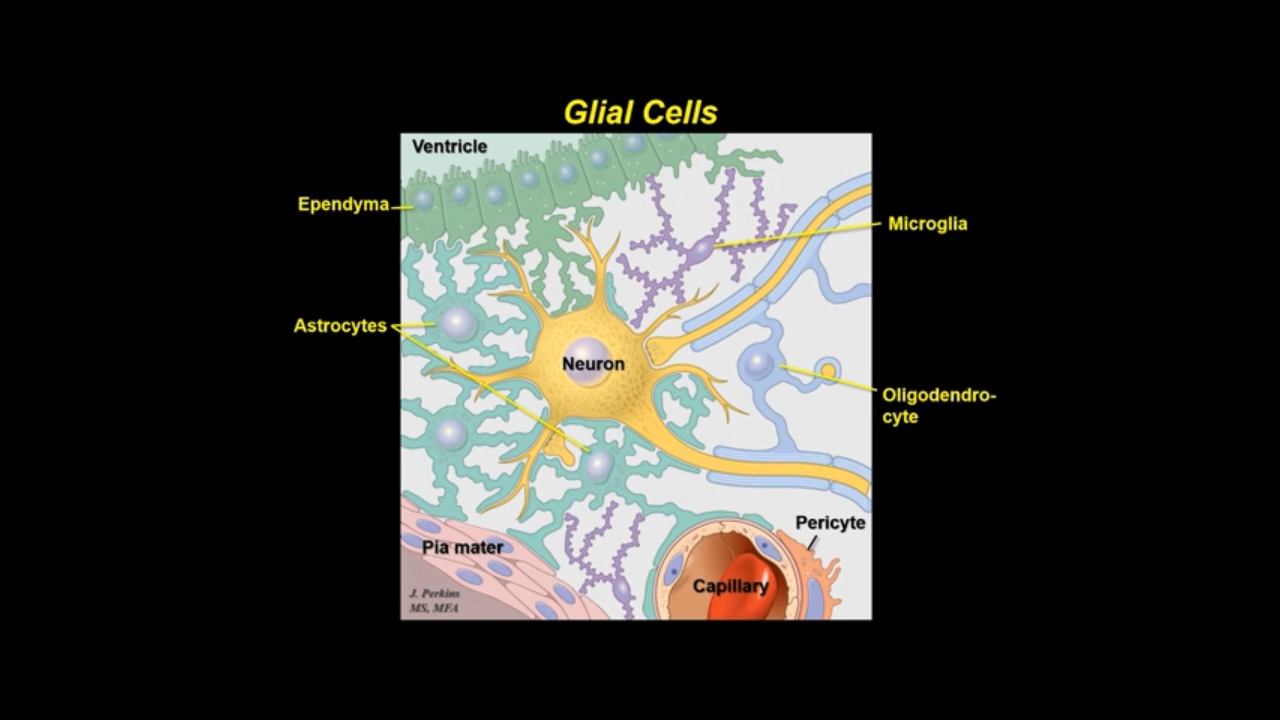 Glial Cells
Ventricle
Ependyma
Microglia
Astrocytes
Neuron
Oligodendro-
cyte
Pericyte
Pia mater
Capillary
J. Perkins
MS, MFA